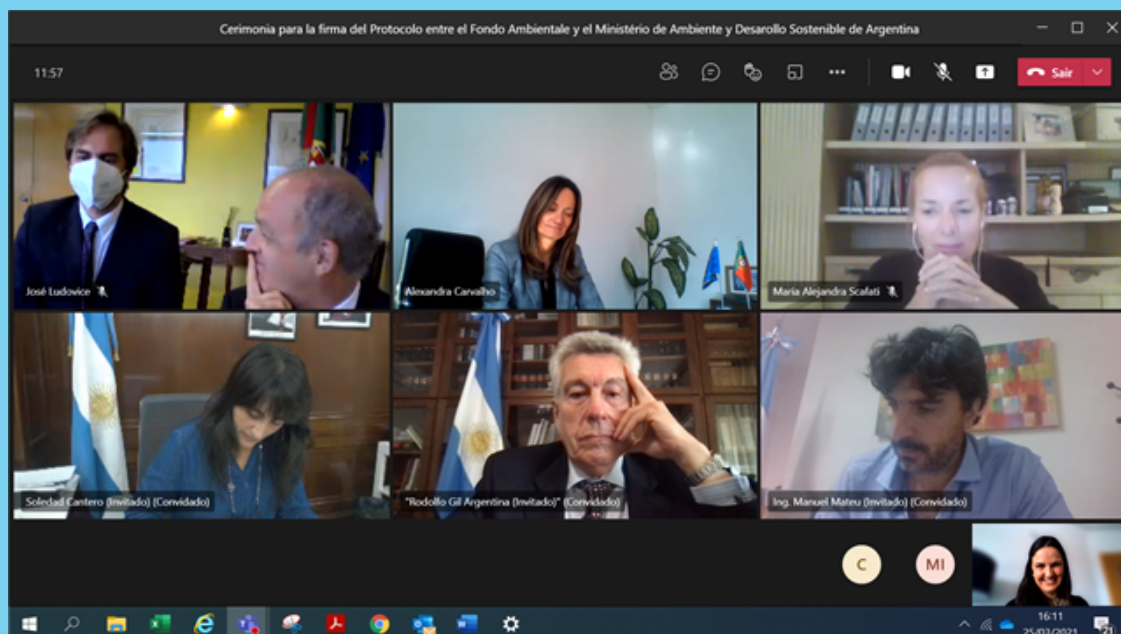 Cerimonia para la firma del Protocolo entre el Fondo Ambientale y el Ministério de Ambiente y Desarollo Sostenible de Argentina
11:57
Sair
José Ludovice
Alexandra Carvalho
María Alejandra Scafati
Soledad Cantero (Invitado) (Convidado)
"Rodolfo Gil Argentina (Invitado)" (Convidado)
Ing. Manuel Mateu (Invitado) (Convidado)
C
MI
16:11
25/03/2021